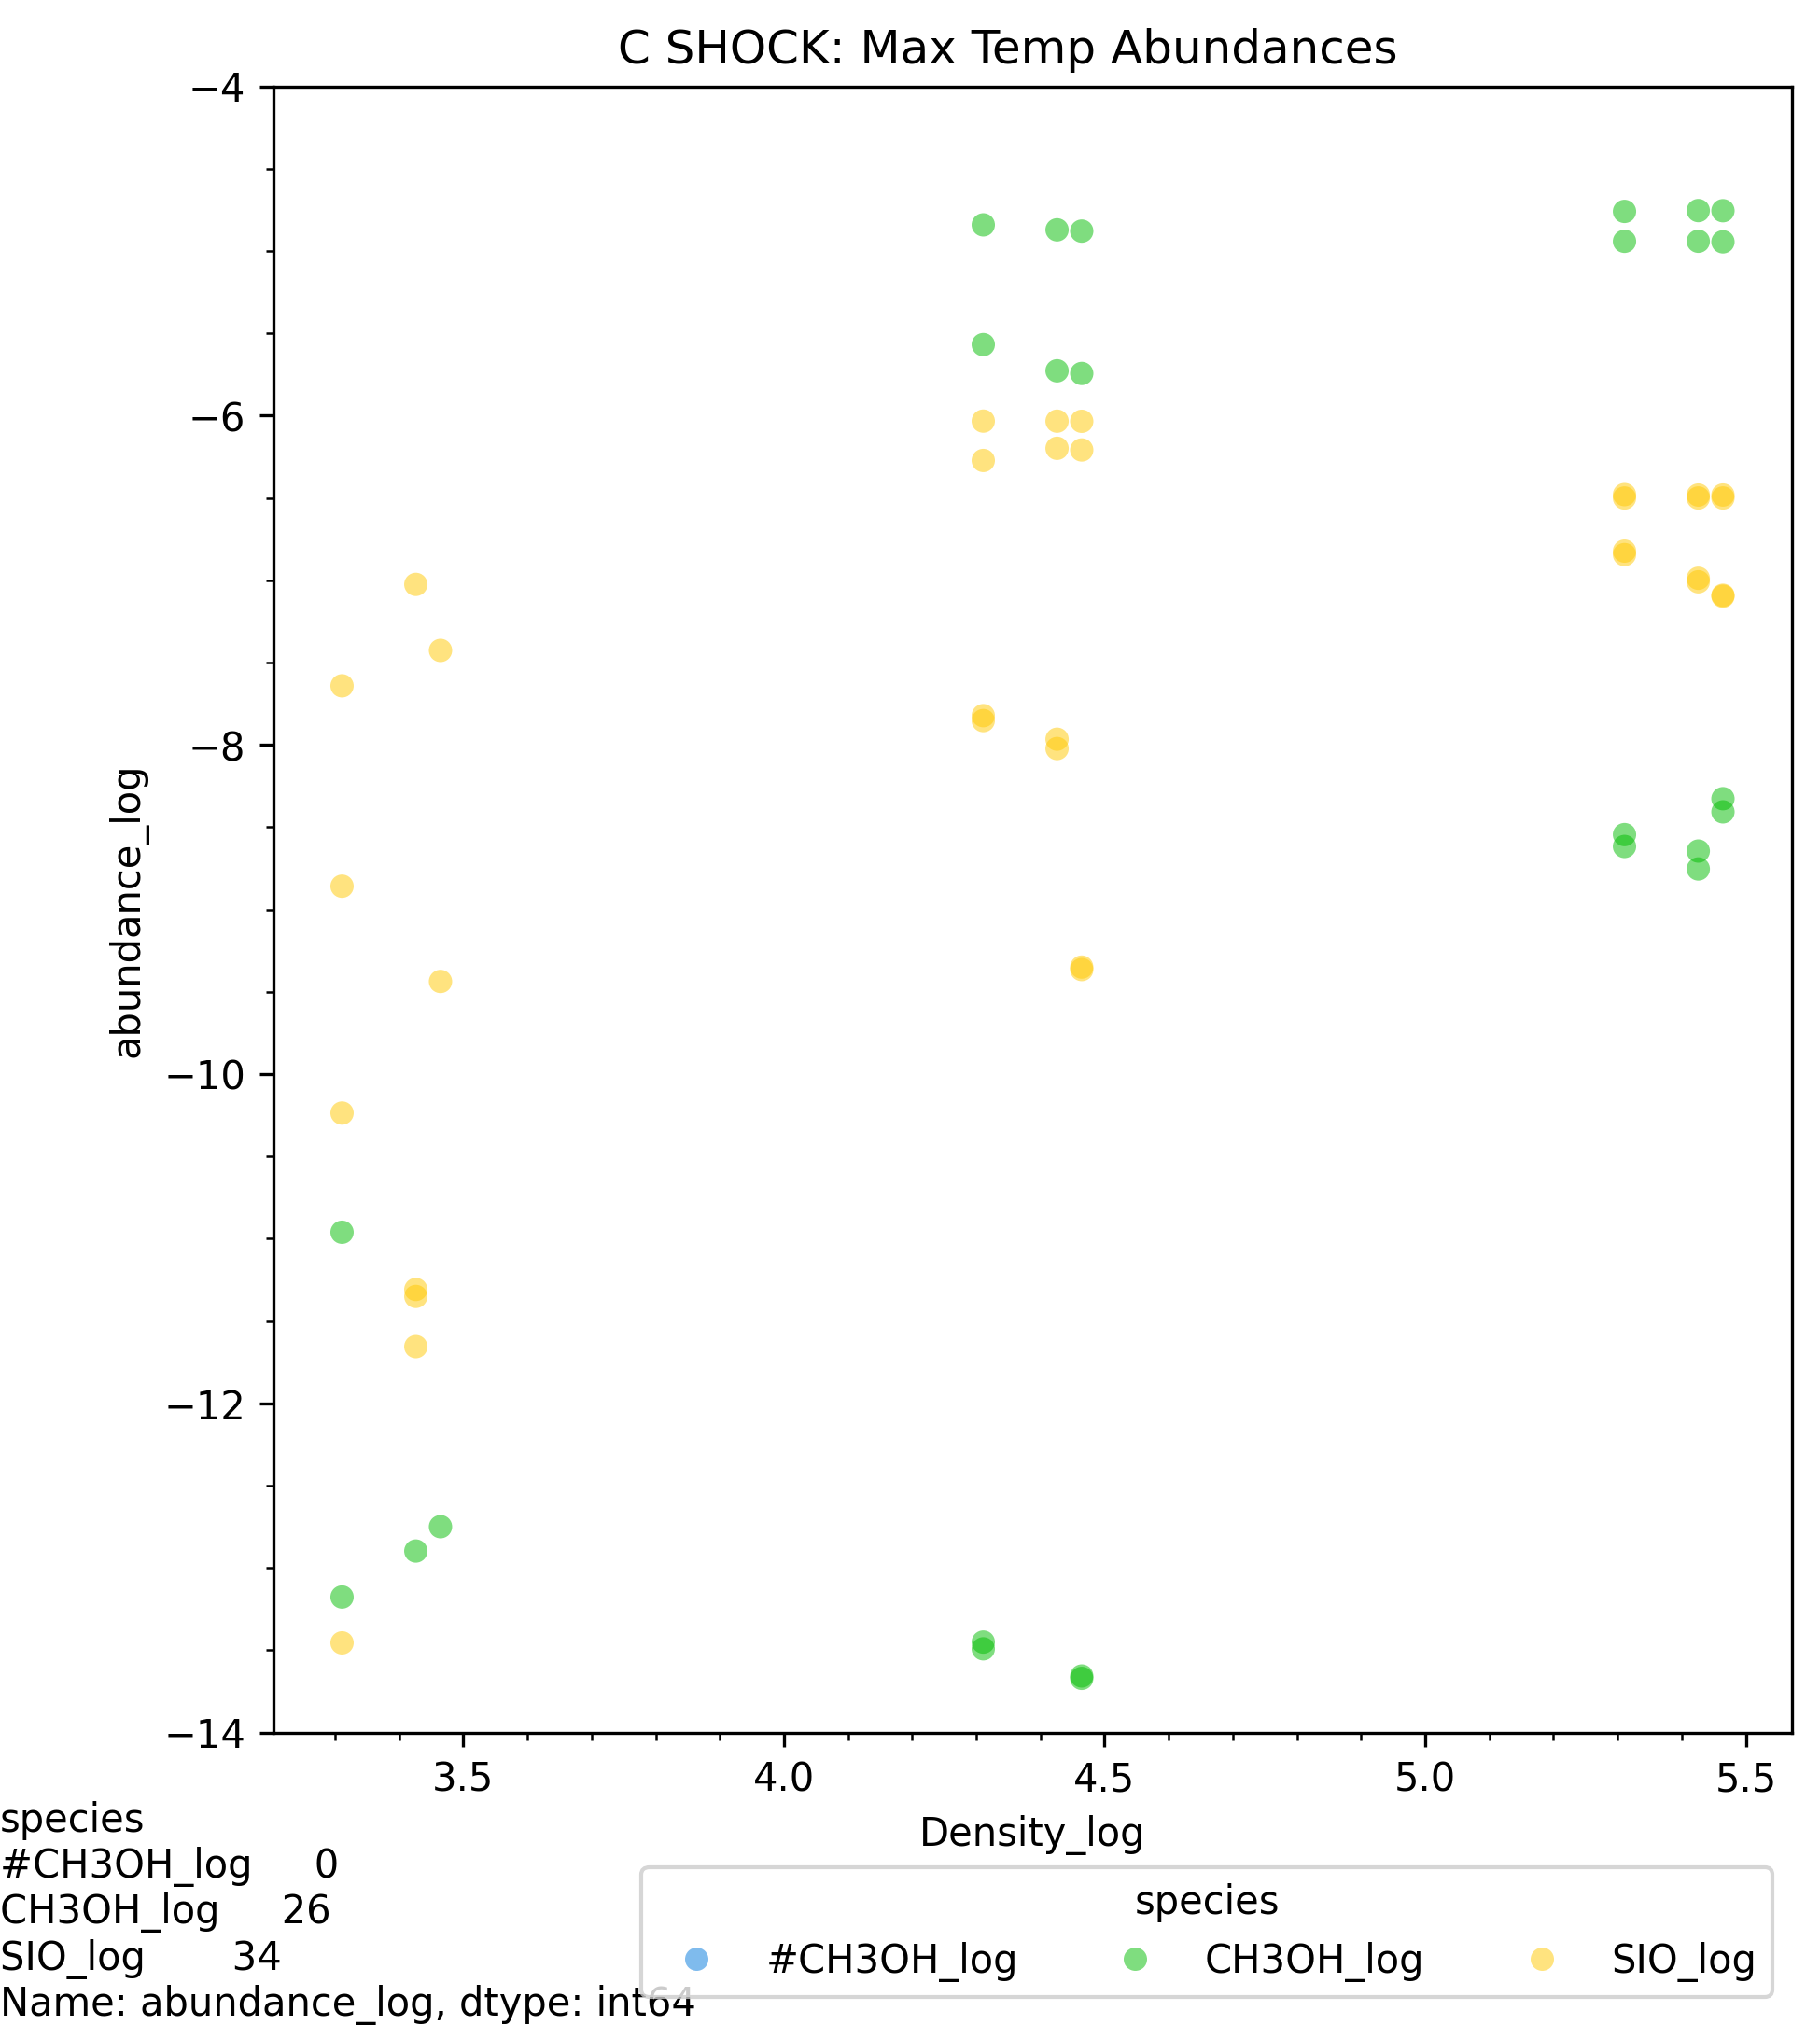 C SHOCK: Max Temp Abundances
−4
−6
−8
−10
−12
−14
abundance_log
3.5 4.0 4.5 5.0 5.5
Density_log
species
#CH3OH_log 0
CH3OH_log 26
SIO_log 34
Name: abundance_log, dtype: int64
species
#CH3OH_log CH3OH_log SIO_log